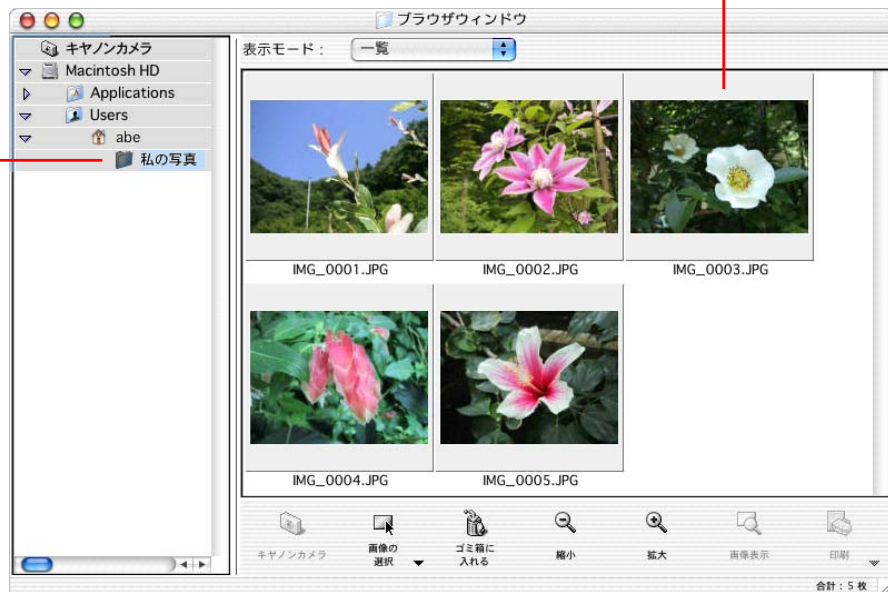 ブラウザウィンドウ
キヤノンカメラ
Macintosh HD
Applications
Users
abe
私の写真
表示モード：
一覧
IMG_0001.JPG
IMG_0002.JPG
IMG_0003.JPG
IMG_0004.JPG
IMG_0005.JPG
キヤノンカメラ
画像の
選択
ゴミ箱に
入れる
縮小
拡大
画像表示
印刷
合計：5 枚